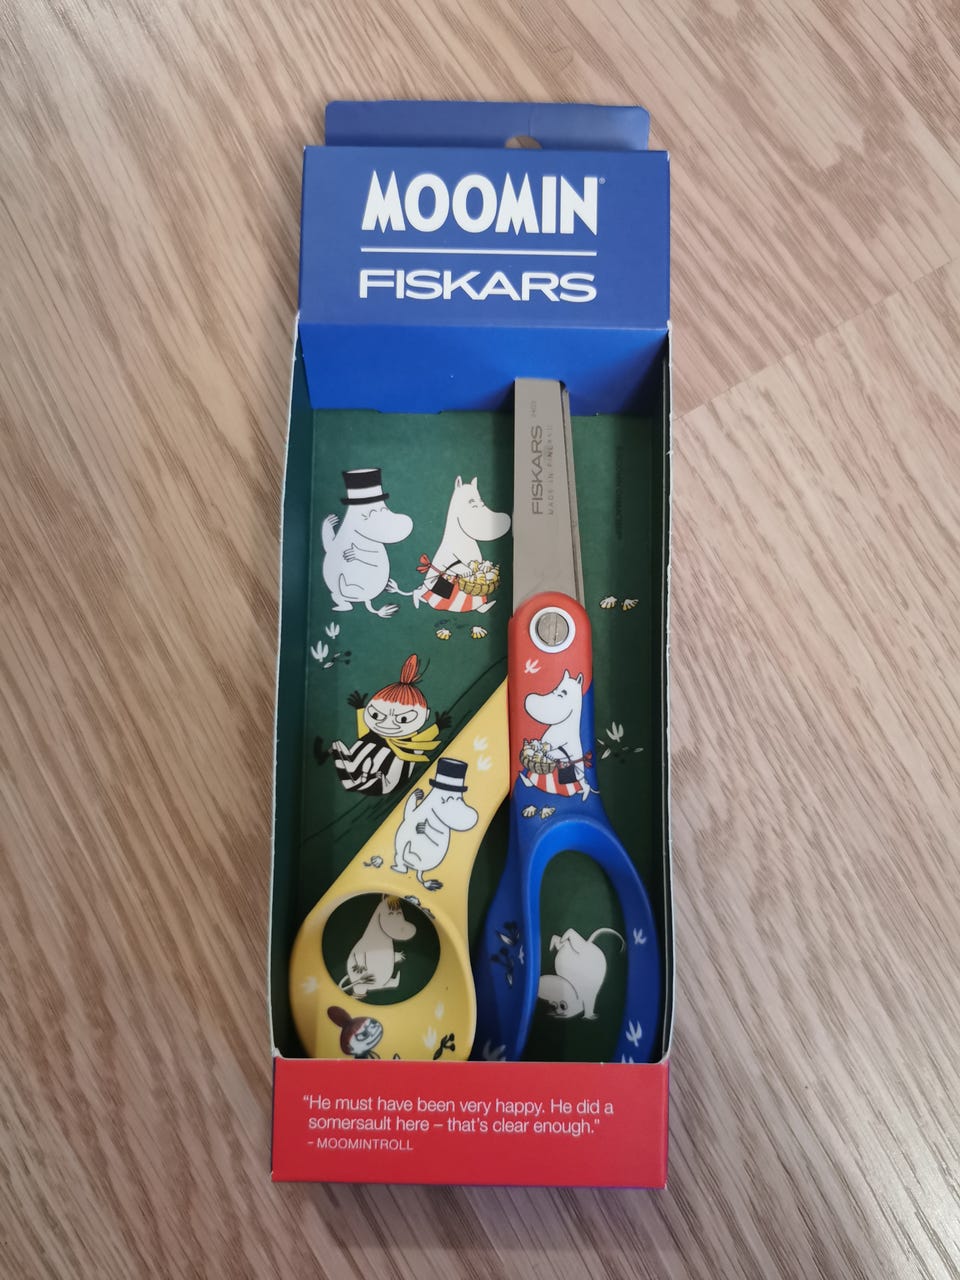 MOOMIN®
FISKARS
FISKARS
MADE IN FINLAND
"He must have been very happy. He did a
somersault here – that's clear enough."
- MOOMINTROLL